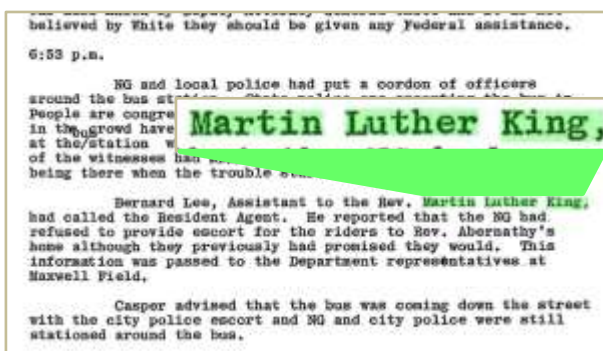 believed by White they should be given any Federal assistance.
6:53 p.m.
NG and local police had put a cordon of officers
around the bus
People are congre
in the crowd have
bus
at the/station
of the witnesses had
being there when the trouble
Martin Luther King,
Bernard Lee, Assistant to the Rev. Martin Luther King,
had called the Resident Agent. He reported that the NG had
refused to provide escort for the riders to Rev. Abernathy's
home although they previously had promised they would. This
information was passed to the Department representatives at
Maxwell Field.
Casper advised that the bus was coming down the street
with the city police escort and NG and city police were still
stationed around the bus.